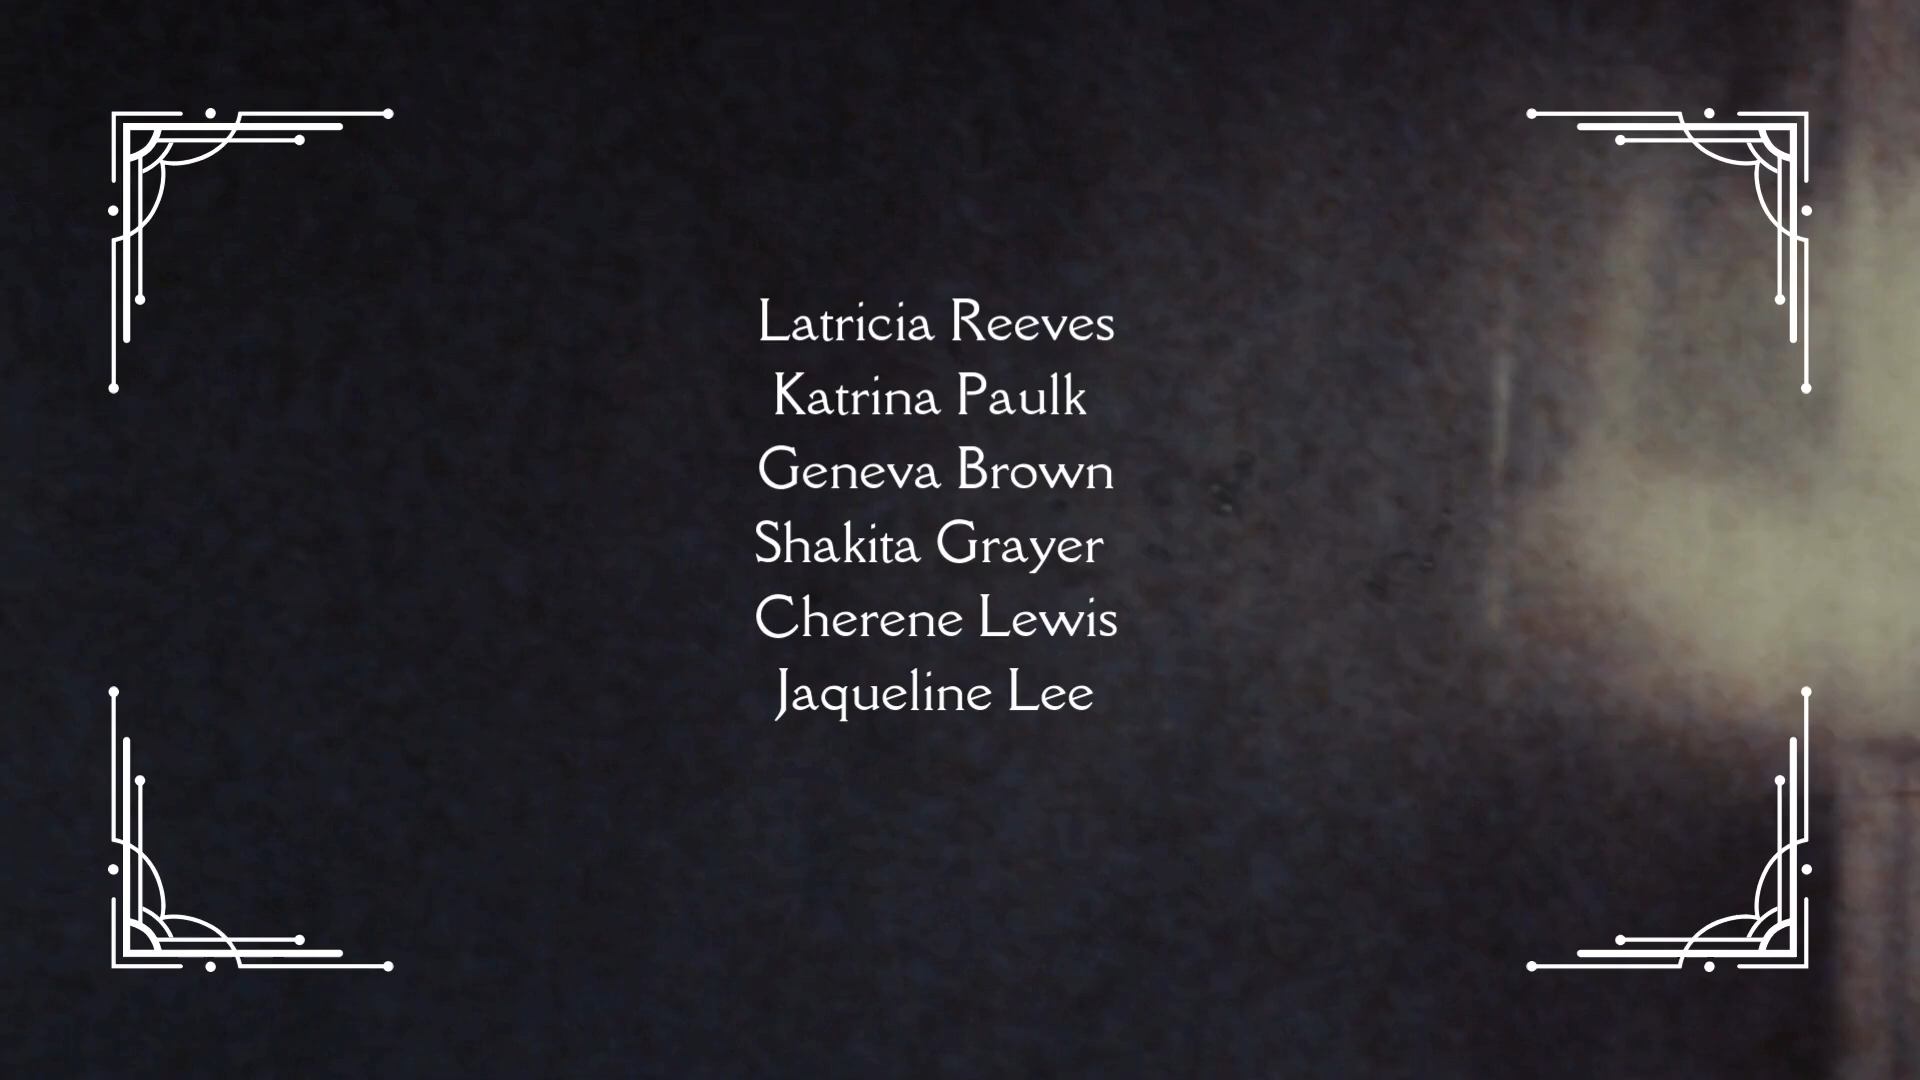 Latricia Reeves
Katrina Paulk
Geneva Brown
Shakita Grayer
Cherene Lewis
Jaqueline Lee